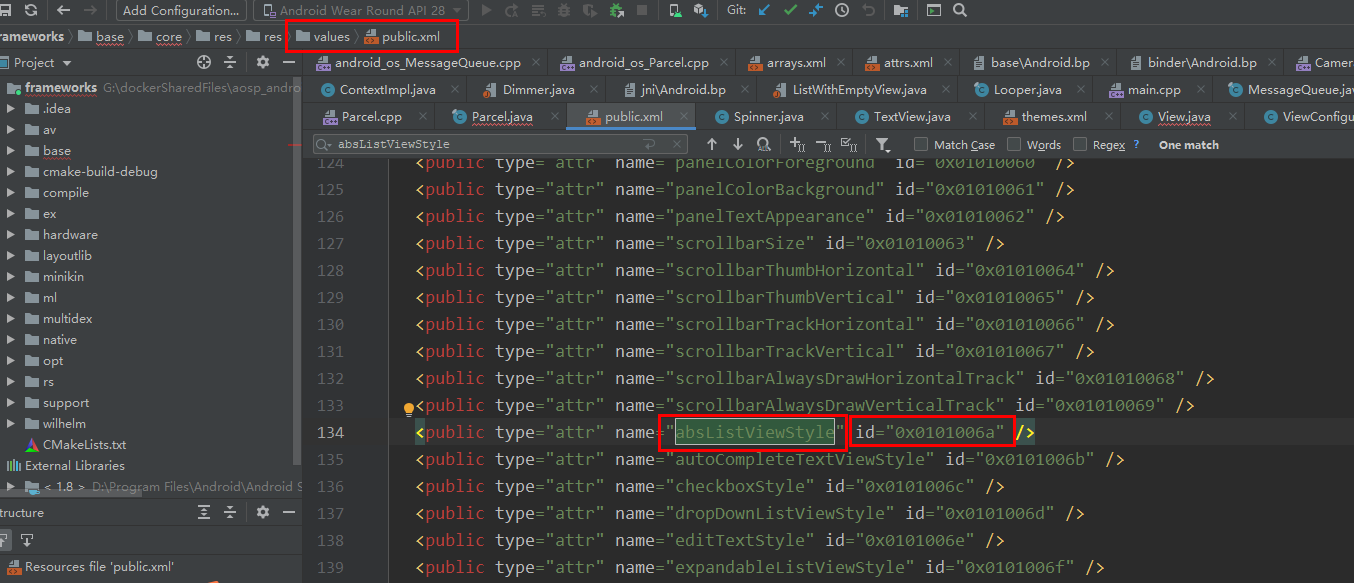 Add Configuration... Android Wear Round API 28 Git:
rameworks base core res res values public.xml
Project
android_os_MessageQueue.cpp android_os_Parcel.cpp arrays.xml attrs.xml base\Android.bp binder\Android.bp Camer
frameworks G:\dockerSharedFiles\aosp_andro
ContextImpl.java Dimmer.java jni\Android.bp ListWithEmptyView.java Looper.java main.cpp MessageQueue.jav
.idea
Parcel.cpp Parcel.java public.xml Spinner.java TextView.java themes.xml View.java ViewConfigu
av
absListViewStyle Match Case Words Regex ? One match
base
cmake-build-debug
compile
ex
hardware
layoutlib
minikin
ml
multidex
native
opt
rs
support
wilhelm
CMakeLists.txt
External Libraries
< 1.8 > D:\Program Files\Android\Android S
tructure
Resources file 'public.xml'
124 <public type="attr" name="panelColorForeground" id="0x01010060" />
125 <public type="attr" name="panelColorBackground" id="0x01010061" />
126 <public type="attr" name="panelTextAppearance" id="0x01010062" />
127 <public type="attr" name="scrollbarSize" id="0x01010063" />
128 <public type="attr" name="scrollbarThumbHorizontal" id="0x01010064" />
129 <public type="attr" name="scrollbarThumbVertical" id="0x01010065" />
130 <public type="attr" name="scrollbarTrackHorizontal" id="0x01010066" />
131 <public type="attr" name="scrollbarTrackVertical" id="0x01010067" />
132 <public type="attr" name="scrollbarAlwaysDrawHorizontalTrack" id="0x01010068" />
133 <public type="attr" name="scrollbarAlwaysDrawVerticalTrack" id="0x01010069" />
134 <public type="attr" name="absListViewStyle" id="0x0101006a" />
135 <public type="attr" name="autoCompleteTextViewStyle" id="0x0101006b" />
136 <public type="attr" name="checkboxStyle" id="0x0101006c" />
137 <public type="attr" name="dropDownListViewStyle" id="0x0101006d" />
138 <public type="attr" name="editTextStyle" id="0x0101006e" />
139 <public type="attr" name="expandableListViewStyle" id="0x0101006f" />